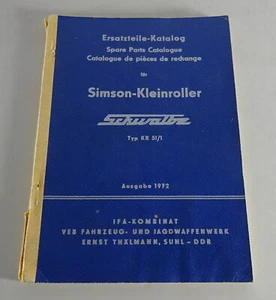 Ersatzteile-Katalog
Spare Parts Catalogue
Catalogue de pièces de rechange
für
Simson-Kleinroller
Schwalbe
Typ KR 51/1
Ausgabe 1972
IFA-KOMBINAT
VEB FAHRZEUG- UND JAGDWAFFENWERK
ERNST THÄLMANN, SUHL - DDR